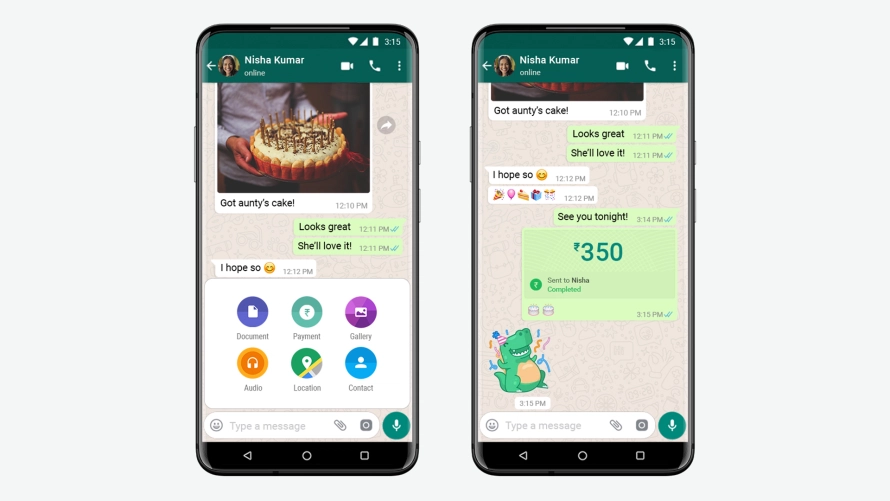 3:15
Nisha Kumar
online
Got aunty's cake!
12:10 PM
Looks great
12:11 PM
She'll love it!
12:11 PM
I hope so 😊
12:12 PM
Document
Payment
Gallery
Audio
Location
Contact
Type a message
3:15
Nisha Kumar
online
Got aunty's cake!
12:10 PM
Looks great
12:11 PM
She'll love it!
12:11 PM
I hope so 😊
12:12 PM
🎉🎈🍰🎁🎊
12:12 PM
See you tonight!
3:14 PM
₹350
₹
Sent to Nisha
Completed
🎂🎂
3:15 PM
3:15 PM
Type a message